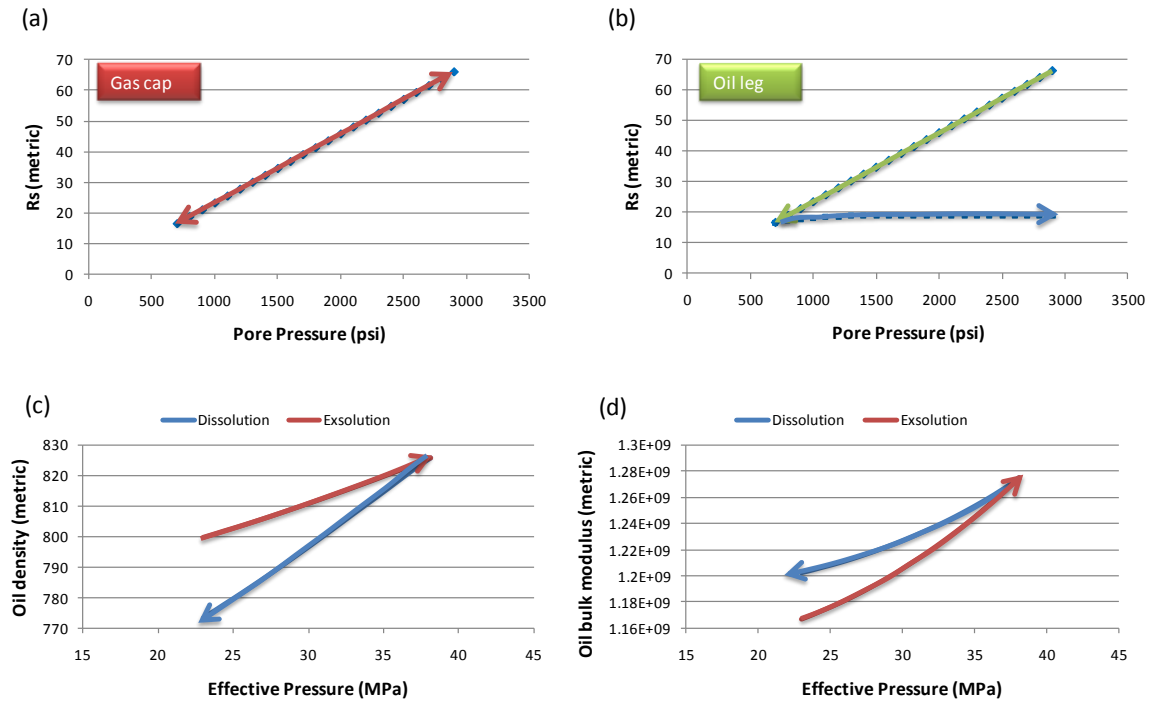 (a)
Gas cap
Rs (metric)
70
60
50
40
30
20
10
0
0 500 1000 1500 2000 2500 3000 3500
Pore Pressure (psi)
(b)
Oil leg
Rs (metric)
70
60
50
40
30
20
10
0
0 500 1000 1500 2000 2500 3000 3500
Pore Pressure (psi)
(c)
Dissolution Exsolution
Oil density (metric)
830
820
810
800
790
780
770
15 20 25 30 35 40 45
Effective Pressure (MPa)
(d)
Dissolution Exsolution
Oil bulk modulus (metric)
1.3E+09
1.28E+09
1.26E+09
1.24E+09
1.22E+09
1.2E+09
1.18E+09
1.16E+09
15 20 25 30 35 40 45
Effective Pressure (MPa)